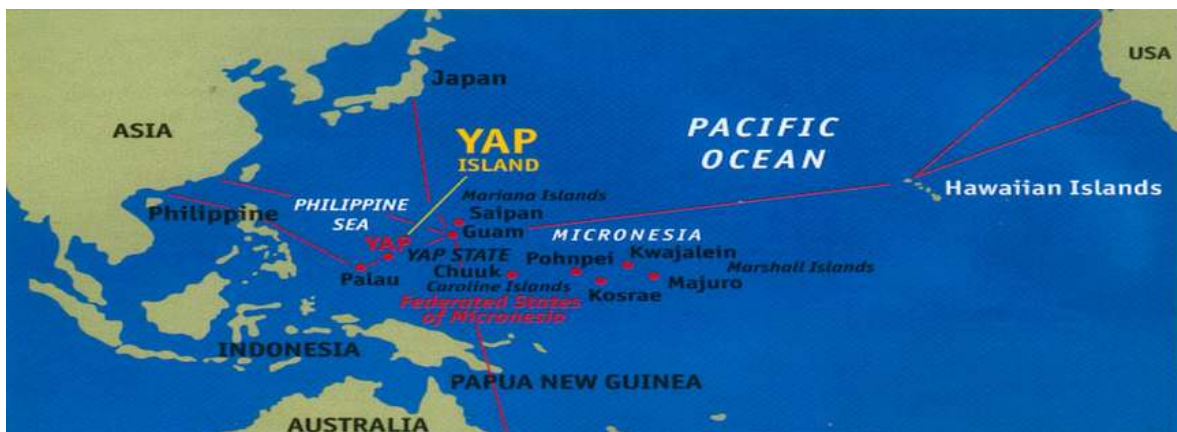 Japan
USA
ASIA
YAP
ISLAND
PACIFIC
OCEAN
Hawaiian Islands
Philippine
PHILIPPINE
SEA
Mariana Islands
Saipan
Guam
MICRONESIA
YAP
YAP STATE
Palau
Chuuk
Pohnpei
Kwajalein
Marshall Islands
Caroline Islands
Kosrae
Majuro
Federated States
of Micronesia
INDONESIA
PAPUA NEW GUINEA
AUSTRALIA